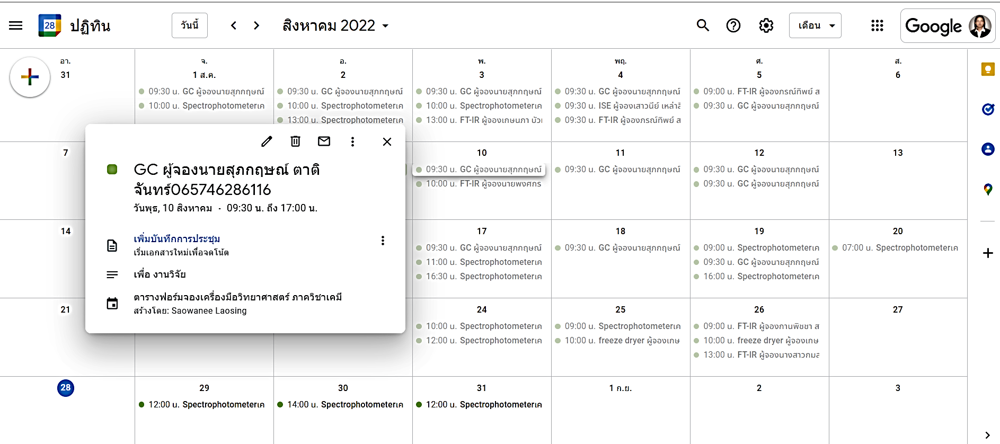 28 ปฏิทิน วันนี้ สิงหาคม 2022 เดือน Google
อา. จ. อ. พ. พฤ. ศ. ส.
31 1 ส.ค. 2 3 4 5 6
09:30 น. GC ผู้จองนายสุภกฤษณ์ 09:30 น. GC ผู้จองนายสุภกฤษณ์ 09:30 น. GC ผู้จองนายสุภกฤษณ์ 09:30 น. GC ผู้จองนายสุภกฤษณ์ 09:00 น. FT-IR ผู้จองภรณ์ทิพย์ ส
10:00 น. Spectrophotometerเค 10:00 น. Spectrophotometerเค 10:00 น. Spectrophotometerเค 09:30 น. ISE ผู้จองเสาวนีย์ เหล่าสิ 09:30 น. GC ผู้จองนายสุภกฤษณ์
13:00 น. Spectrophotometerเค 13:00 น. FT-IR ผู้จองเกษนภา บัว 09:30 น. FT-IR ผู้จองภรณ์ทิพย์ ส
7 10 11 12 13
09:30 น. GC ผู้จองนายสุภกฤษณ์ 09:30 น. GC ผู้จองนายสุภกฤษณ์ 09:30 น. GC ผู้จองนายสุภกฤษณ์
10:00 น. FT-IR ผู้จองนายพงศกร 09:30 น. GC ผู้จองนายสุภกฤษณ์
GC ผู้จองนายสุภกฤษณ์ ตาติ
จันทร์065746286116
วันพุธ, 10 สิงหาคม - 09:30 น. ถึง 17:00 น.
เพิ่มบันทึกการประชุม
เริ่มเอกสารใหม่เพื่อจดโน้ต
เพื่อ งานวิจัย
ตารางฟอร์มจองเครื่องมือวิทยาศาสตร์ ภาควิชาเคมี
สร้างโดย: Saowanee Laosing
14 17 18 19 20
09:30 น. GC ผู้จองนายสุภกฤษณ์ 09:30 น. GC ผู้จองนายสุภกฤษณ์ 09:00 น. Spectrophotometerเค 07:00 น. Spectrophotometerเค
11:00 น. Spectrophotometerเค 09:30 น. GC ผู้จองนายสุภกฤษณ์
16:30 น. Spectrophotometerเค 16:00 น. Spectrophotometerเค
21 24 25 26 27
10:00 น. Spectrophotometerเค 09:00 น. Spectrophotometerเค 09:00 น. FT-IR ผู้จองกานพิชชา ส
12:00 น. Spectrophotometerเค 10:00 น. freeze dryer ผู้จองเกษ 10:00 น. freeze dryer ผู้จองเกษ
13:00 น. FT-IR ผู้จองนางสาวกมล
28 29 30 31 1 ก.ย. 2 3
12:00 น. Spectrophotometerเค 14:00 น. Spectrophotometerเค 12:00 น. Spectrophotometerเค